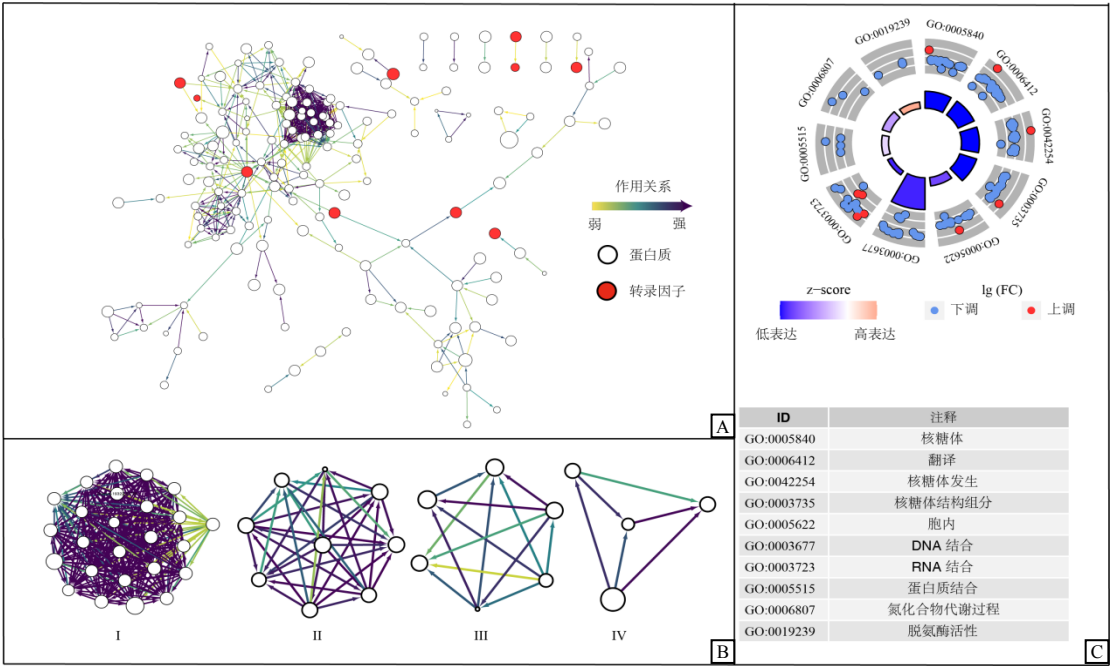 作用关系
弱 强
蛋白质
转录因子
A
I II III IV
B
GO:0019239
GO:0005840
GO:0006807
GO:0006412
GO:0005515
GO:0042254
GO:0003723
GO:0003735
GO:0003677
GO:0005622
z−score
lg (FC)
低表达 高表达
下调 上调
ID 注释
GO:0005840 核糖体
GO:0006412 翻译
GO:0042254 核糖体发生
GO:0003735 核糖体结构组分
GO:0005622 胞内
GO:0003677 DNA 结合
GO:0003723 RNA 结合
GO:0005515 蛋白质结合
GO:0006807 氮化合物代谢过程
GO:0019239 脱氨酶活性
C